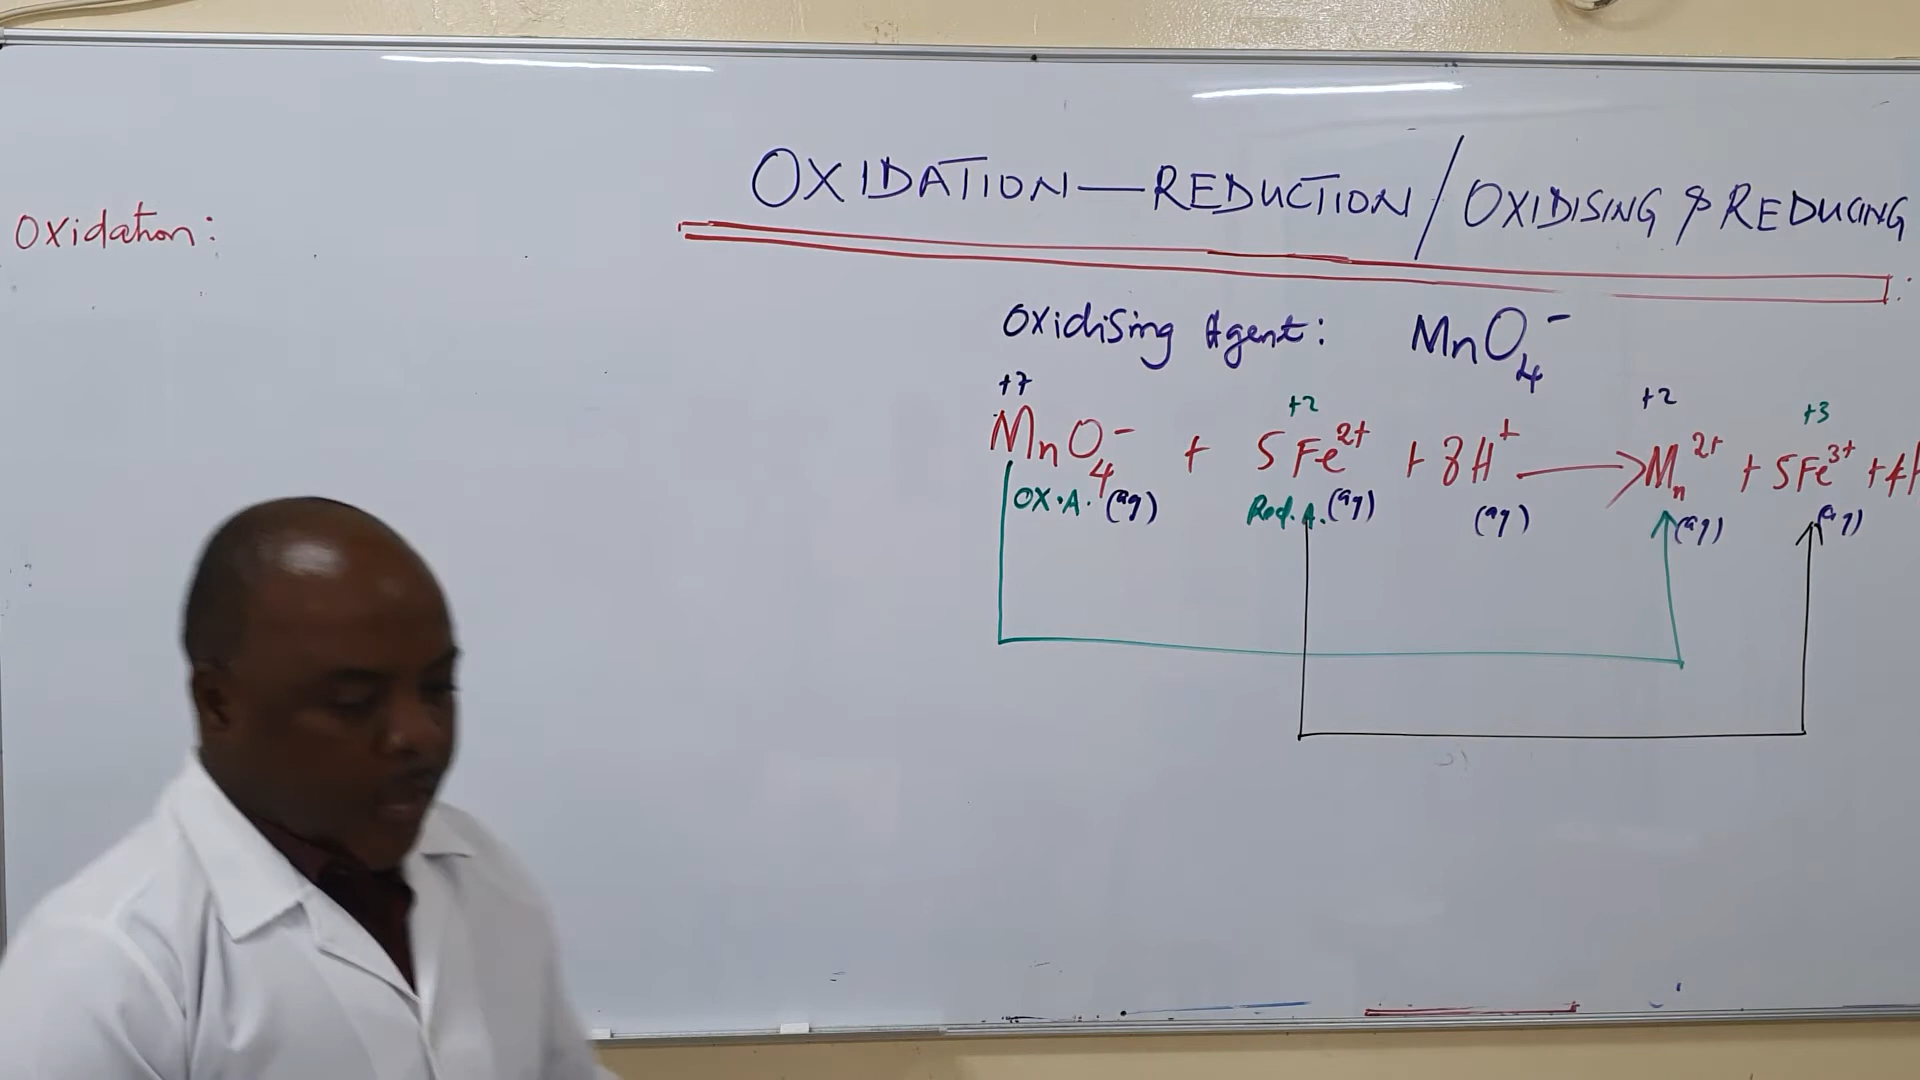 OXIDATION—REDUCTION / OXIDISING & REDUCING
Oxidation:
Oxidising Agent: MnO₄⁻
+7 +2 +2 +3
MnO₄⁻ + 5Fe²⁺ + 8H⁺ → Mn²⁺ + 5Fe³⁺ + 4H
OX.A. (aq) Red.A. (aq) (aq) (aq) (aq)